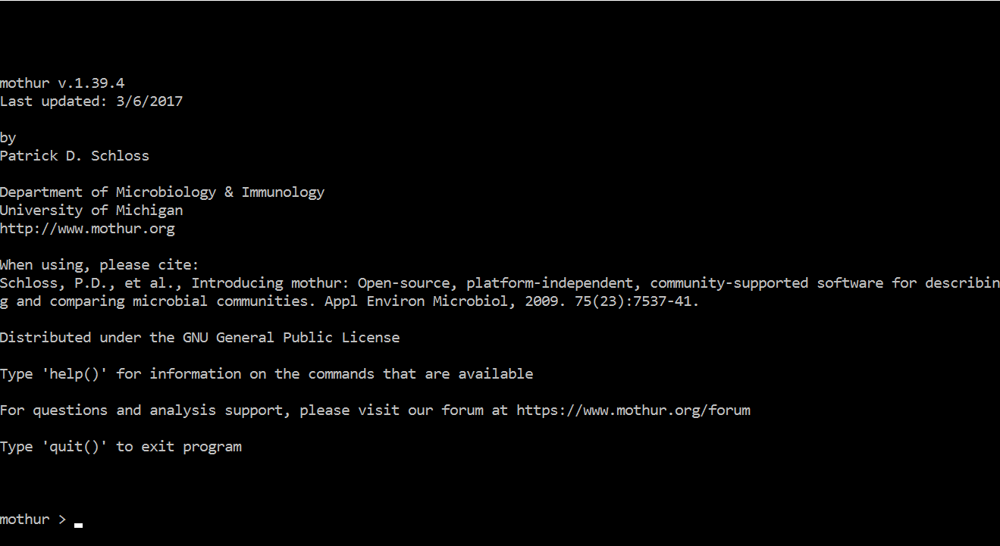 mothur v.1.39.4
Last updated: 3/6/2017
by
Patrick D. Schloss
Department of Microbiology & Immunology
University of Michigan
http://www.mothur.org
When using, please cite:
Schloss, P.D., et al., Introducing mothur: Open-source, platform-independent, community-supported software for describin
g and comparing microbial communities. Appl Environ Microbiol, 2009. 75(23):7537-41.
Distributed under the GNU General Public License
Type 'help()' for information on the commands that are available
For questions and analysis support, please visit our forum at https://www.mothur.org/forum
Type 'quit()' to exit program
mothur >